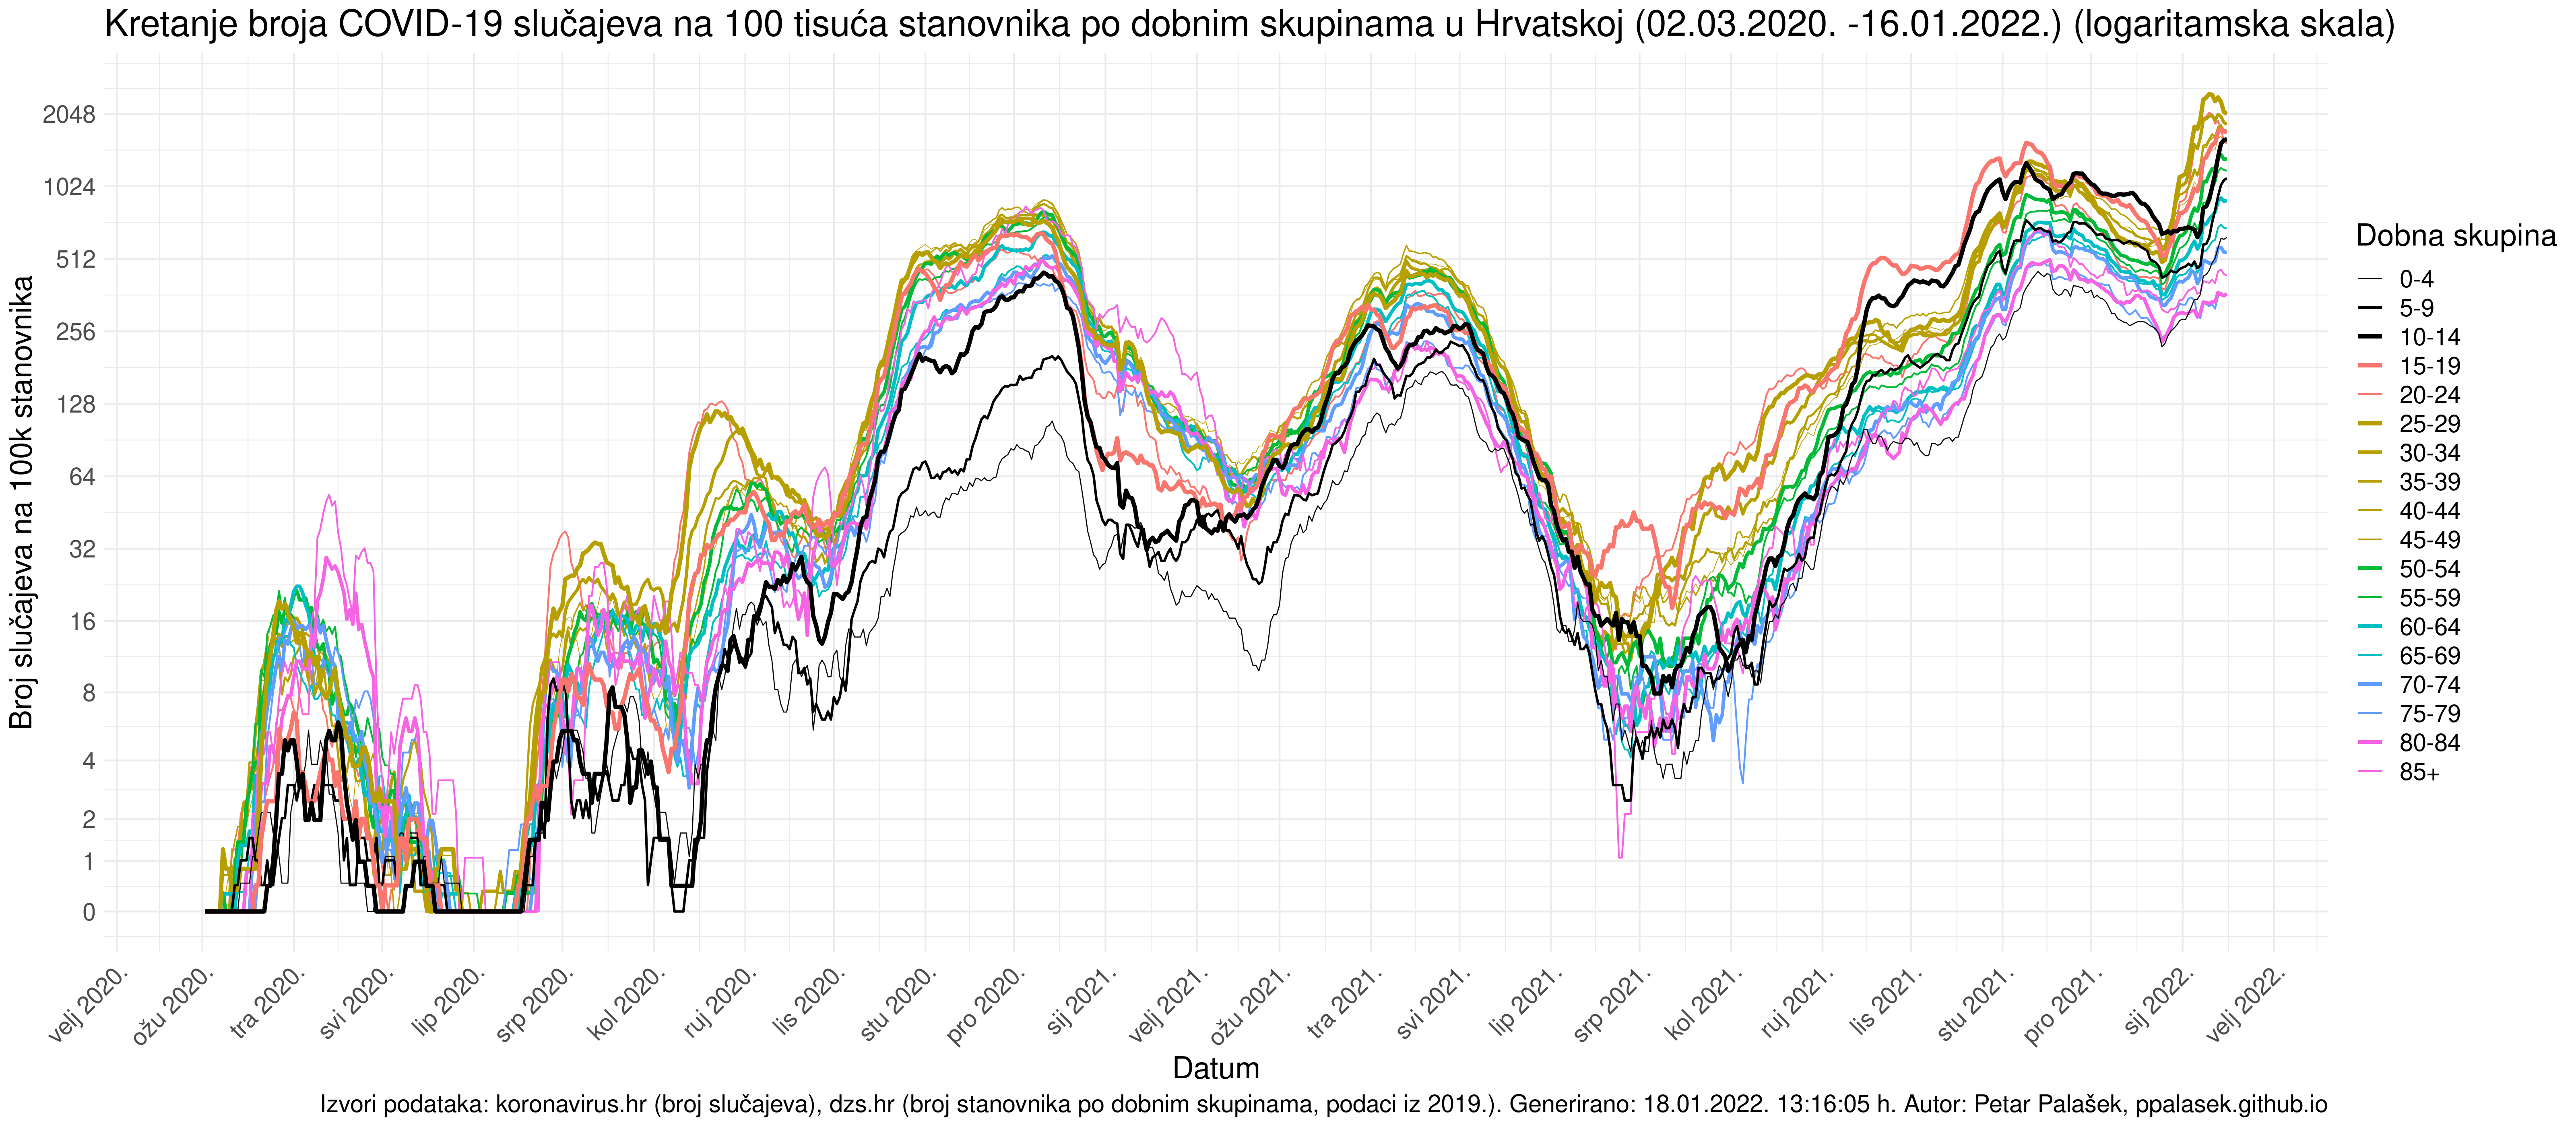 Kretanje broja COVID-19 slučajeva na 100 tisuća stanovnika po dobnim skupinama u Hrvatskoj (02.03.2020. -16.01.2022.) (logaritamska skala)
Broj slučajeva na 100k stanovnika
2048
1024
512
256
128
64
32
16
8
4
2
1
0
velj 2020.
ožu 2020.
tra 2020.
svi 2020.
lip 2020.
srp 2020.
kol 2020.
ruj 2020.
lis 2020.
stu 2020.
pro 2020.
sij 2021.
velj 2021.
ožu 2021.
tra 2021.
svi 2021.
lip 2021.
srp 2021.
kol 2021.
ruj 2021.
lis 2021.
stu 2021.
pro 2021.
sij 2022.
velj 2022.
Datum
Dobna skupina
0-4
5-9
10-14
15-19
20-24
25-29
30-34
35-39
40-44
45-49
50-54
55-59
60-64
65-69
70-74
75-79
80-84
85+
Izvori podataka: koronavirus.hr (broj slučajeva), dzs.hr (broj stanovnika po dobnim skupinama, podaci iz 2019.). Generirano: 18.01.2022. 13:16:05 h. Autor: Petar Palašek, ppalasek.github.io